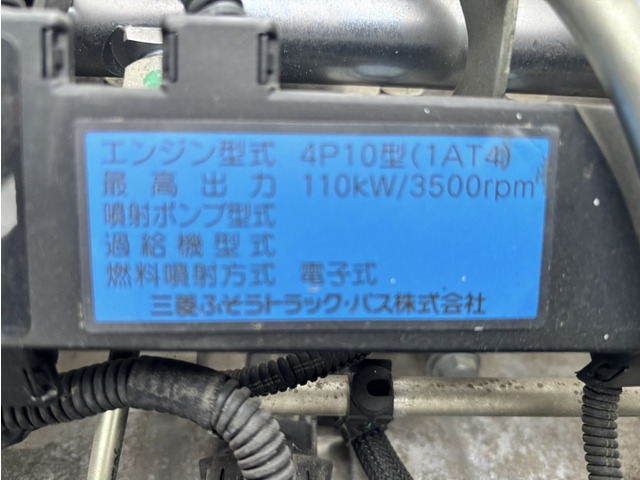 エンジン型式 4P10型(1AT4)
最高出力 110kW/3500rpm
噴射ポンプ型式
過給機型式
燃料噴射方式 電子式
三菱ふそうトラック・バス株式会社